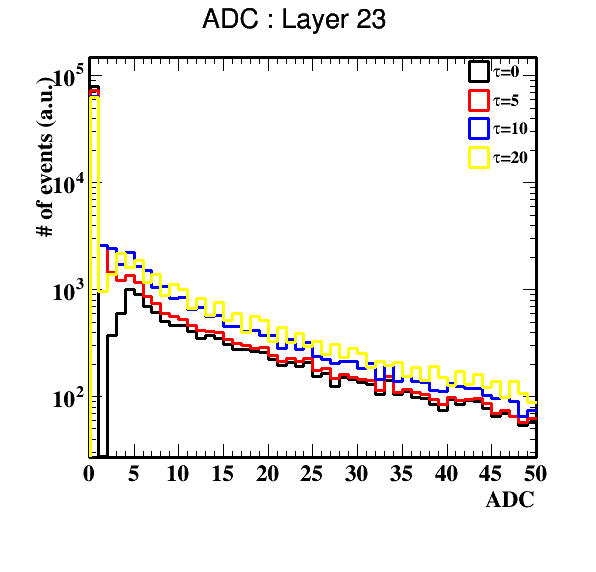 ADC : Layer 23
# of events (a.u.)
10^5
10^4
10^3
10^2
τ=0
τ=5
τ=10
τ=20
0 5 10 15 20 25 30 35 40 45 50
ADC